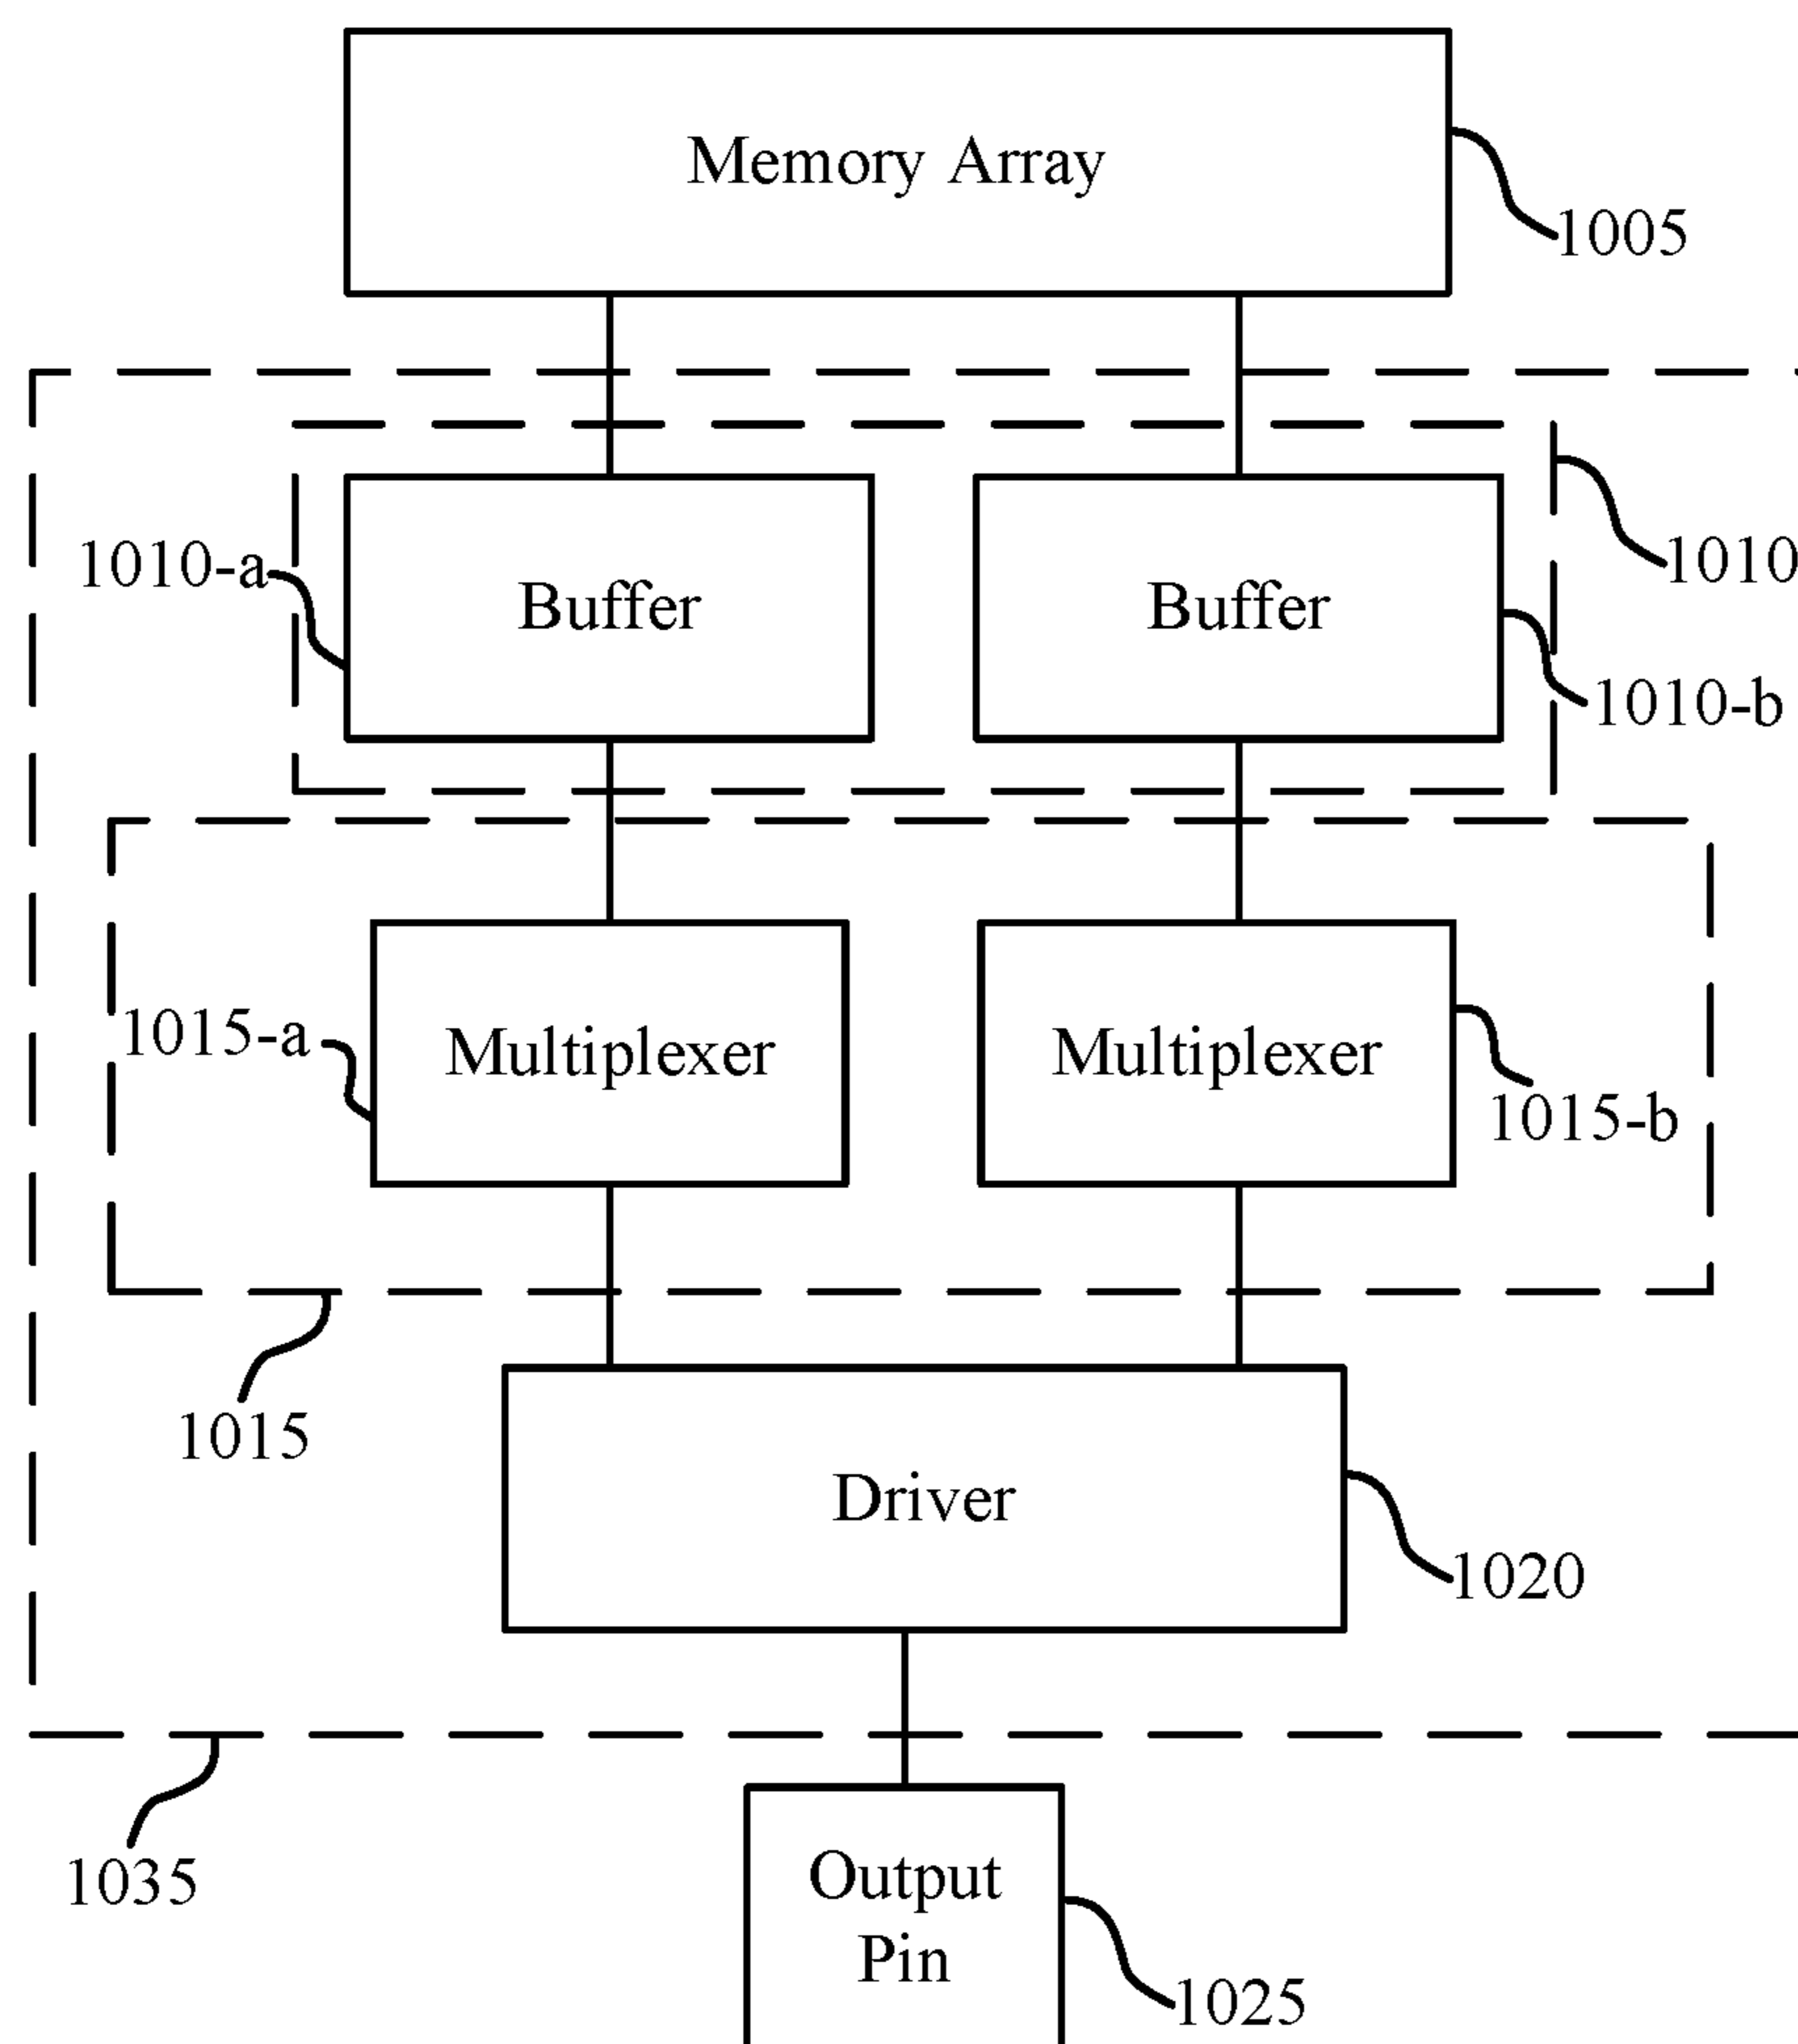 Memory Array
1005
1010-a
Buffer
Buffer
1010
1010-b
1015-a
Multiplexer
Multiplexer
1015-b
1015
Driver
1020
1035
Output
Pin
1025